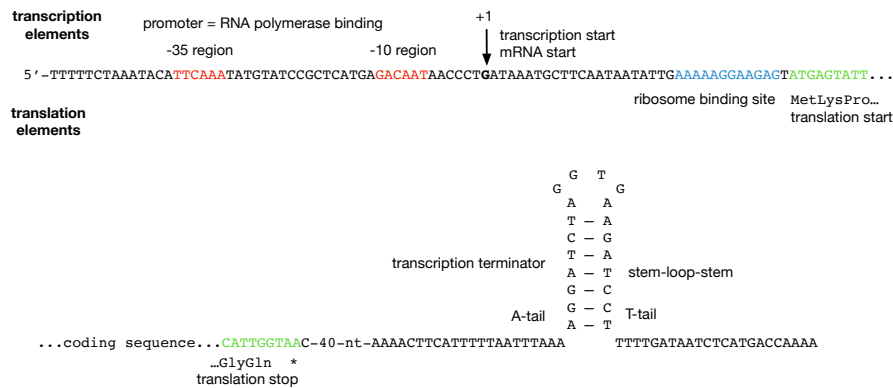 transcription elements
promoter = RNA polymerase binding
+1
transcription start
mRNA start
-35 region
-10 region
5’-TTTTTCTAAATACATTCAAATATGTATCCGCTCATGAGACAATAACCCTGATAAATGCTTCAATAATATTGAAAAAGGAAGAGTATGAGTATT...
ribosome binding site
MetLysPro…
translation start
translation elements
G T
G G
A A
T – A
C – G
T – A
A – T
G – C
G – C
A – T
transcription terminator
stem-loop-stem
A-tail
T-tail
...coding sequence...CATTGGTAAC-40-nt-AAAACTTCATTTTTAATTTAAA
TTTTGATAATCTCATGACCAAAA
…GlyGln *
translation stop